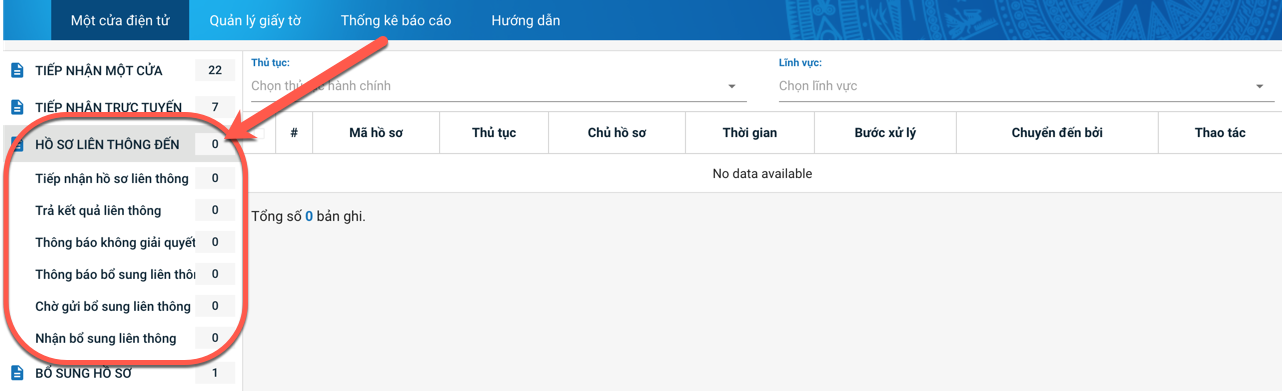 Một cửa điện tử Quản lý giấy tờ Thống kê báo cáo Hướng dẫn
TIẾP NHẬN MỘT CỬA 22
TIẾP NHẬN TRỰC TUYẾN 7
HỒ SƠ LIÊN THÔNG ĐẾN 0
Tiếp nhận hồ sơ liên thông 0
Trả kết quả liên thông 0
Thông báo không giải quyết 0
Thông báo bổ sung liên thôn 0
Chờ gửi bổ sung liên thông 0
Nhận bổ sung liên thông 0
BỔ SUNG HỒ SƠ 1
Thủ tục: Lĩnh vực:
Chọn thủ hành chính Chọn lĩnh vực
# Mã hồ sơ Thủ tục Chủ hồ sơ Thời gian Bước xử lý Chuyển đến bởi Thao tác
No data available
Tổng số 0 bản ghi.